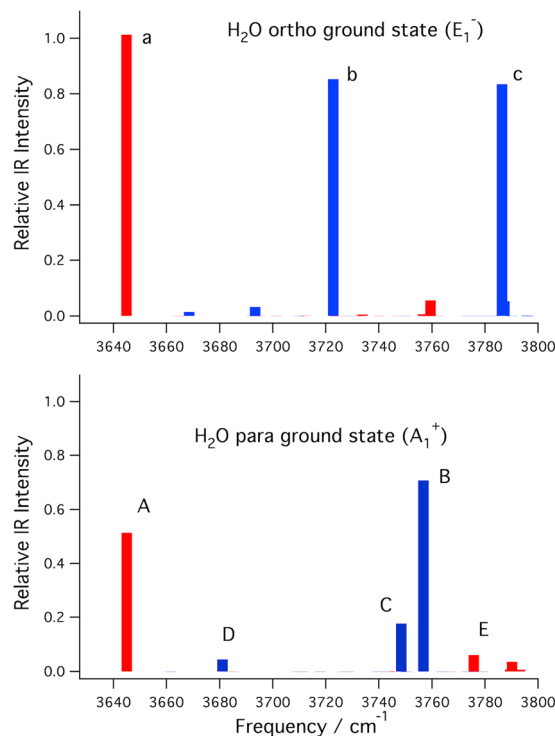 H₂O ortho ground state (E₁⁻)
a
b
c
1.0
0.8
0.6
0.4
0.2
0.0
Relative IR Intensity
3640 3660 3680 3700 3720 3740 3760 3780 3800
H₂O para ground state (A₁⁺)
A
B
C
D
E
1.0
0.8
0.6
0.4
0.2
0.0
Relative IR Intensity
3640 3660 3680 3700 3720 3740 3760 3780 3800
Frequency / cm⁻¹